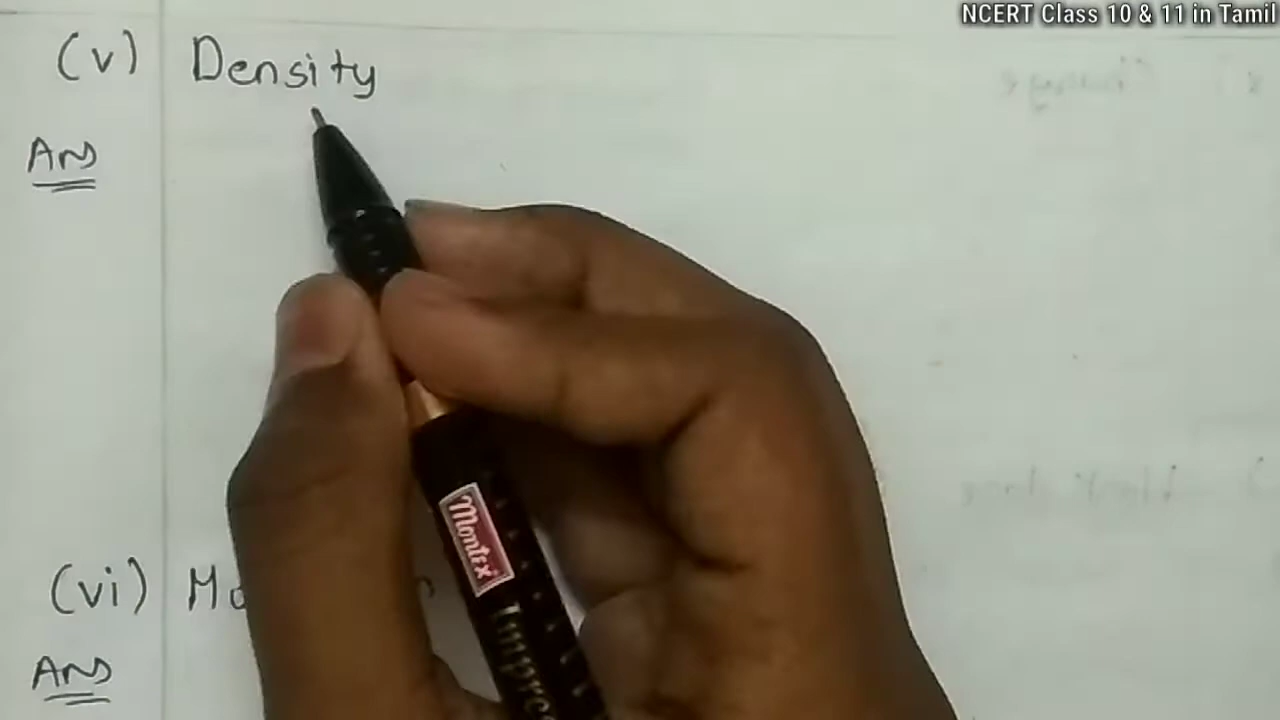 NCERT Class 10 & 11 in Tamil
(v) Density
Ans
Montex
(vi)
Ans